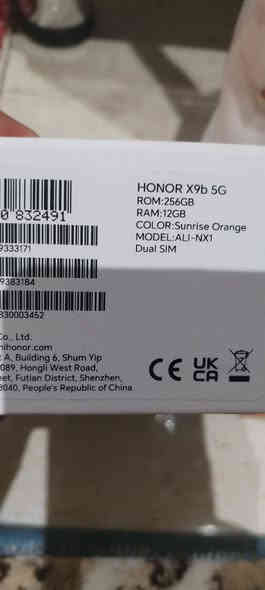 HONOR X9b 5G
ROM:256GB
RAM:12GB
COLOR:Sunrise Orange
MODEL:ALI-NX1
Dual SIM
0 832491
9333171
9383184
330003452
Co., Ltd.
nihonor.com
t A, Building 6, Shum Yip
089, Hongli West Road,
eet, Futian District, Shenzhen,
8040, People's Republic of China
CE UK
CA